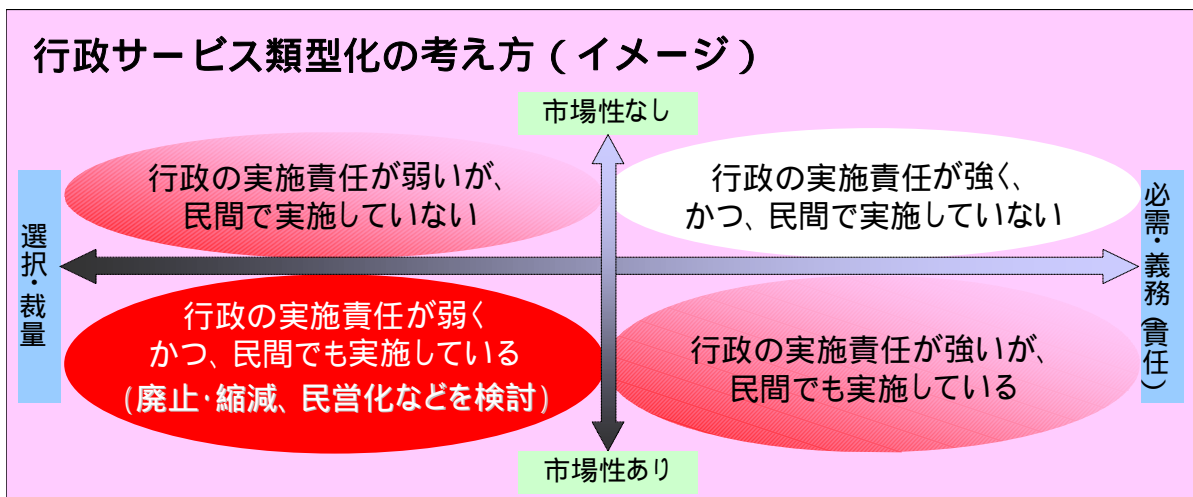 行政サービス類型化の考え方（イメージ）
市場性なし
行政の実施責任が弱いが、
民間で実施していない
行政の実施責任が強く、
かつ、民間で実施していない
選択・裁量
必需・義務（責任）
行政の実施責任が弱く
かつ、民間でも実施している
（廃止・縮減、民営化などを検討）
行政の実施責任が強いが、
民間でも実施している
市場性あり